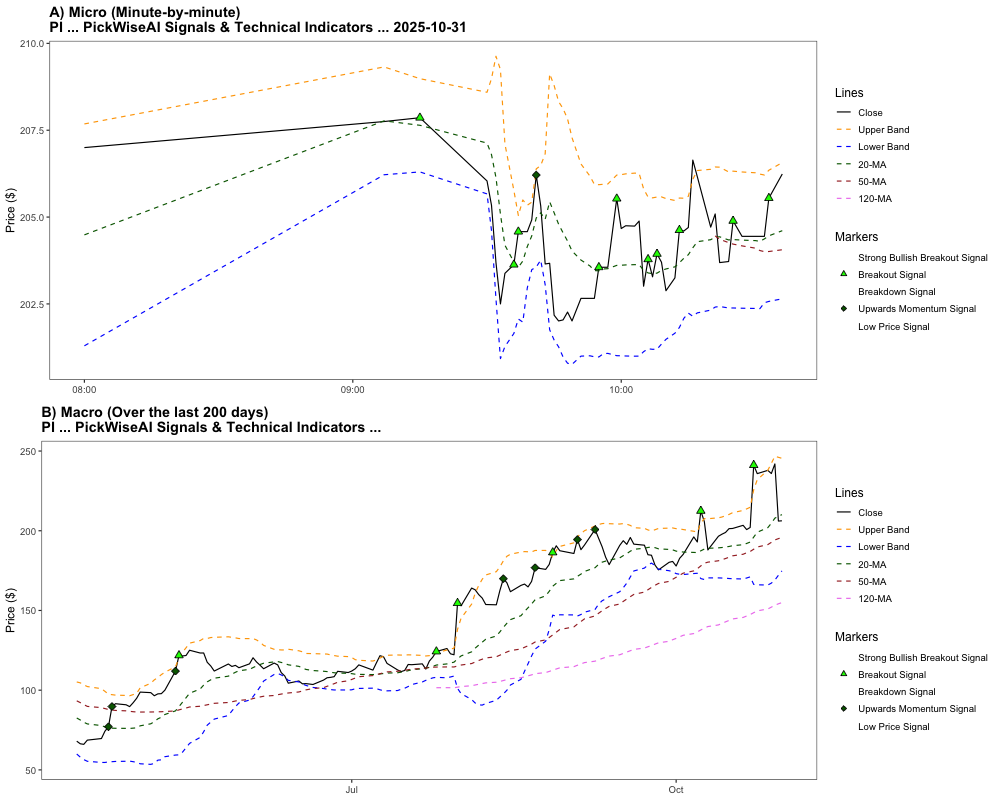 A) Micro (Minute-by-minute)
PI ... PickWiseAI Signals & Technical Indicators ... 2025-10-31
Price ($)
210.0
207.5
205.0
202.5
08:00
09:00
10:00
Lines
Close
Upper Band
Lower Band
20-MA
50-MA
120-MA
Markers
Strong Bullish Breakout Signal
Breakout Signal
Breakdown Signal
Upwards Momentum Signal
Low Price Signal
B) Macro (Over the last 200 days)
PI ... PickWiseAI Signals & Technical Indicators ...
Price ($)
250
200
150
100
50
Jul
Oct
Lines
Close
Upper Band
Lower Band
20-MA
50-MA
120-MA
Markers
Strong Bullish Breakout Signal
Breakout Signal
Breakdown Signal
Upwards Momentum Signal
Low Price Signal